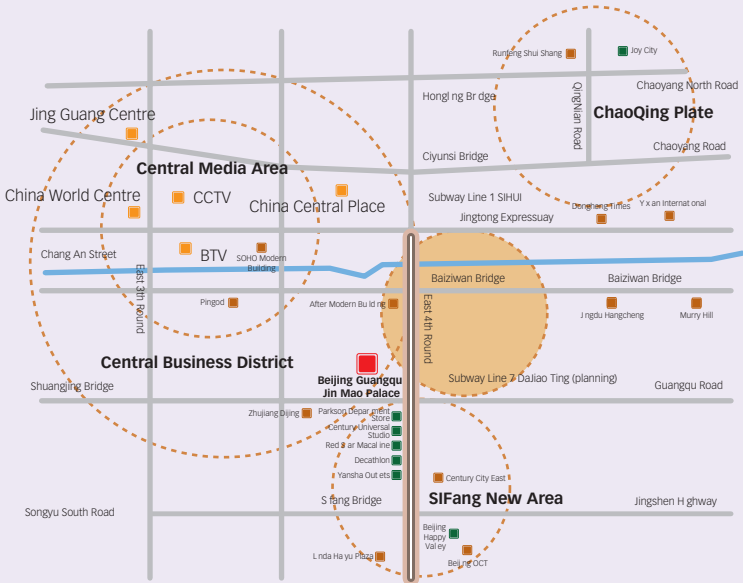 Runfeng Shui Shang
Joy City
Chaoyang North Road
Hongl ng Br dge
QingNian Road
ChaoQing Plate
Jing Guang Centre
Chaoyang Road
Ciyunsi Bridge
Central Media Area
China World Centre
CCTV
China Central Place
Subway Line 1 SIHUI
Dongheng Times
Y x an Internat onal
Jingtong Expressuay
Chang An Street
BTV
SOHO Modern
Building
East 3th Round
Baiziwan Bridge
Baiziwan Bridge
Pingod
After Modern Bu ld ng
East 4th Round
J ngdu Hangcheng
Murry Hill
Central Business District
Beijing Guangqu
Jin Mao Palace
Subway Line 7 DaJiao Ting (planning)
Shuangjing Bridge
Guangqu Road
Zhujiang Dijing
Parkson Depar ment
Store
Century Universal
Studio
Red S ar Macal ine
Decathlon
Yansha Out ets
Century City East
S fang Bridge
SIFang New Area
Jingshen H ghway
Songyu South Road
Beijing
Happy
Val ey
L nda Ha yu Plaza
Beij ng OCT